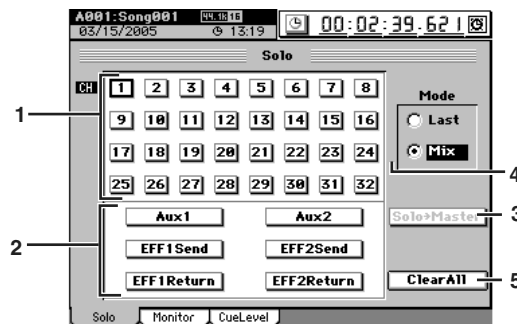 A001:Song001 44.1k 16 00:02:39.621
03/15/2005 13:19
Solo
CH 1 2 3 4 5 6 7 8 Mode
1 9 10 11 12 13 14 15 16 Last
17 18 19 20 21 22 23 24 Mix
4
25 26 27 28 29 30 31 32
Aux1 Aux2 Solo→Master 3
2 EFF1Send EFF2Send
EFF1Return EFF2Return ClearAll 5
Solo Monitor CueLevel